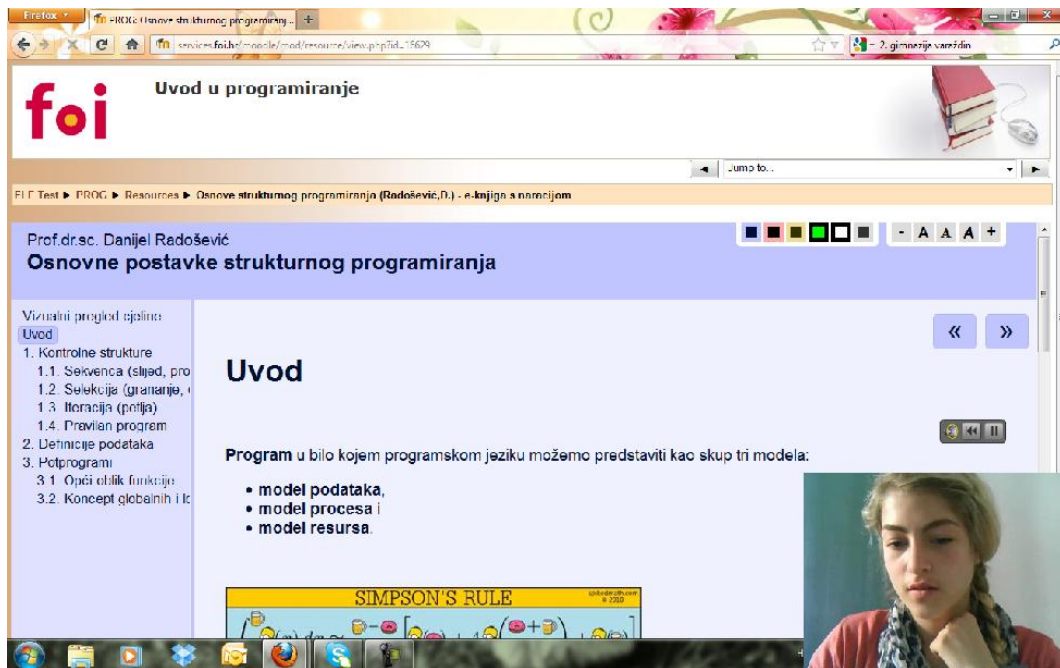 Firefox
PROG: Osnove strukturnog programiranj...
services.foi.hr/moodle/mod/resource/view.php?id=15629
2. gimnazija varaždin
foi
Uvod u programiranje
Jump to...
ELF Test ► PROG ► Resources ► Osnove strukturnog programiranja (Radošević,D.) - e-knjiga s naracijom
Prof.dr.sc. Danijel Radošević
- A A A +
Osnovne postavke strukturnog programiranja
Vizualni pregled cjeline
Uvod
1. Kontrolne strukture
1.1. Sekvenca (slijed, pro
1.2. Selekcija (grananje,
1.3. Iteracija (petlja)
1.4. Pravilan program
2. Definicije podataka
3. Potprogrami
3.1. Opći oblik funkcije
3.2. Koncept globalnih i lo
« »
Uvod
Program u bilo kojem programskom jeziku možemo predstaviti kao skup tri modela:
• model podataka,
• model procesa i
• model resursa.
SIMPSON'S RULE
spikedmath.com
© 2010